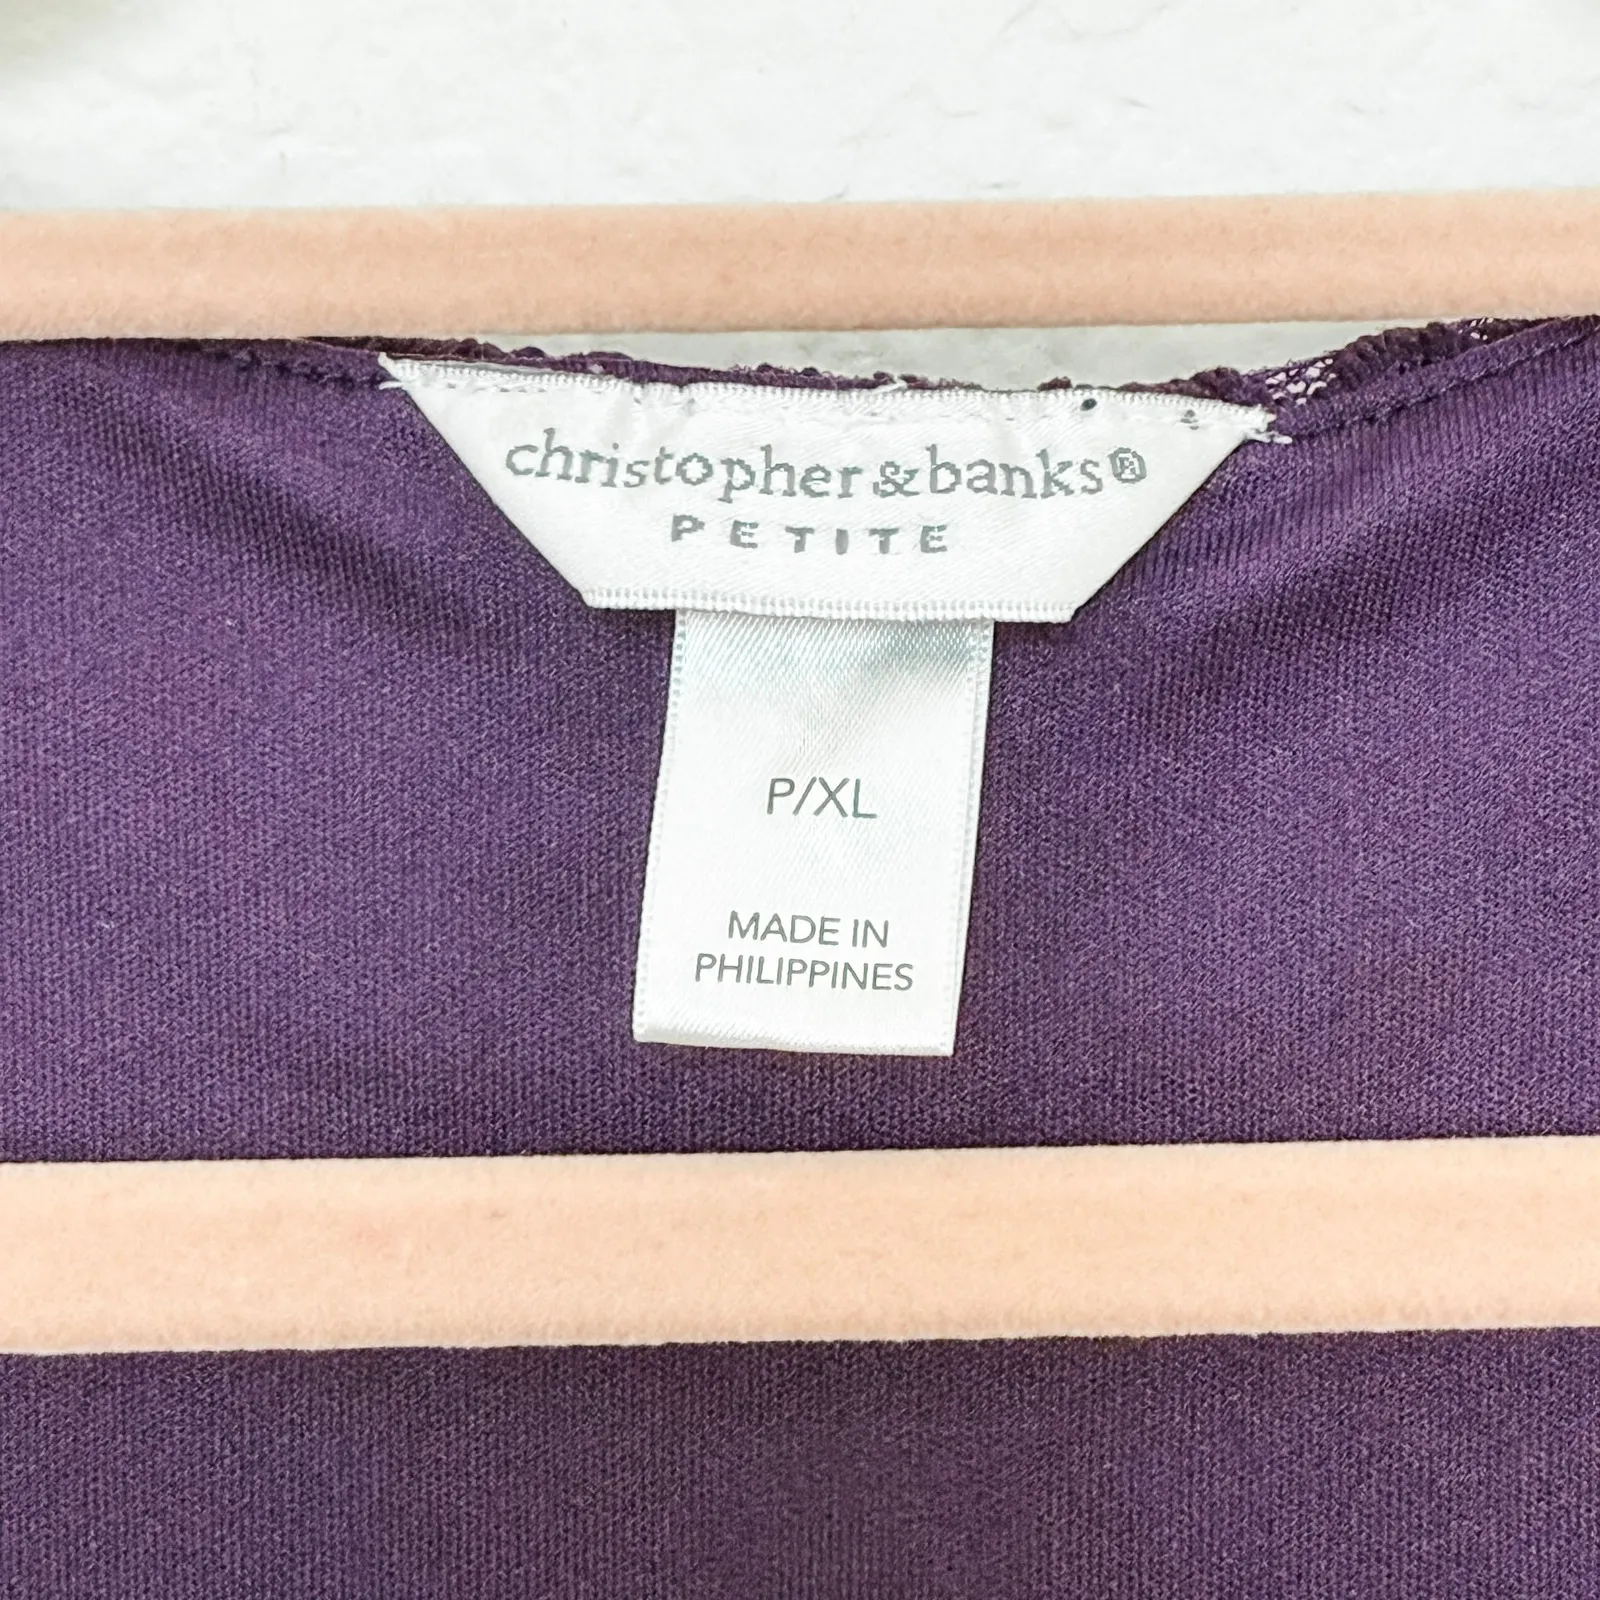 christopher & banks®
PETITE
P/XL
MADE IN
PHILIPPINES